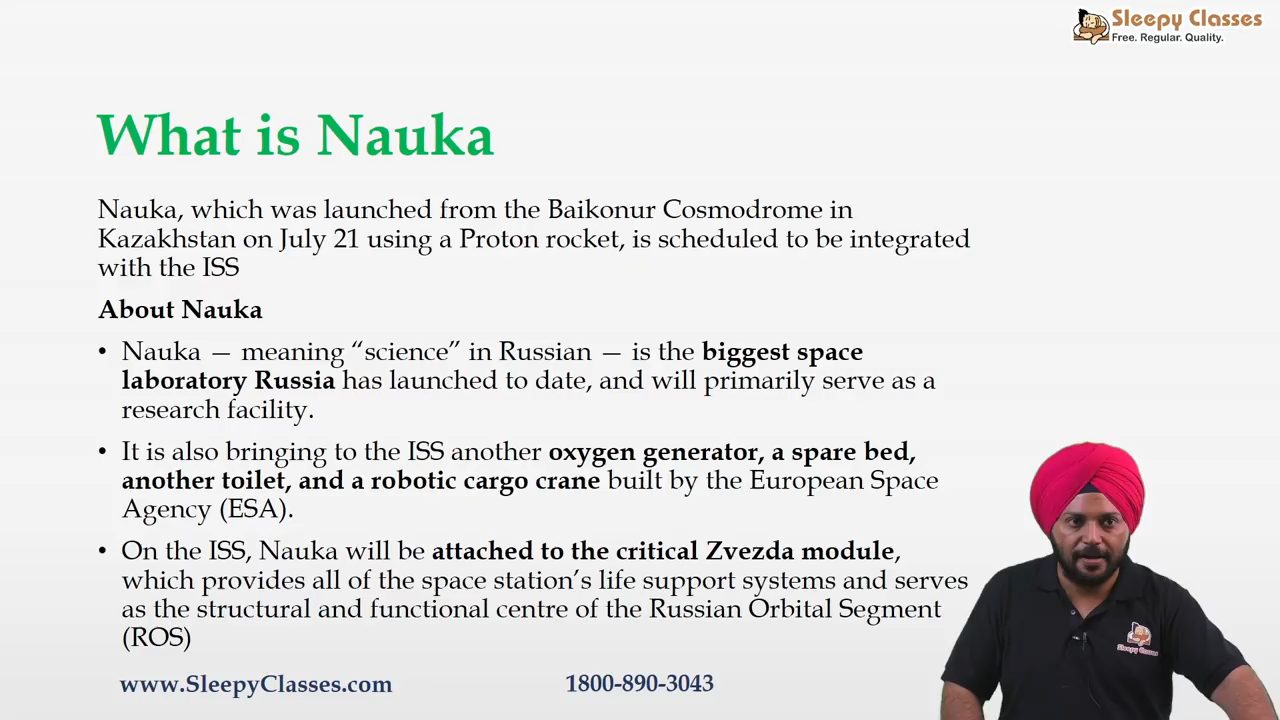 Sleepy Classes
Free. Regular. Quality.
What is Nauka
Nauka, which was launched from the Baikonur Cosmodrome in
Kazakhstan on July 21 using a Proton rocket, is scheduled to be integrated
with the ISS
About Nauka
• Nauka — meaning “science” in Russian — is the biggest space
laboratory Russia has launched to date, and will primarily serve as a
research facility.
• It is also bringing to the ISS another oxygen generator, a spare bed,
another toilet, and a robotic cargo crane built by the European Space
Agency (ESA).
• On the ISS, Nauka will be attached to the critical Zvezda module,
which provides all of the space station’s life support systems and serves
as the structural and functional centre of the Russian Orbital Segment
(ROS)
Sleepy Classes
www.SleepyClasses.com 1800-890-3043